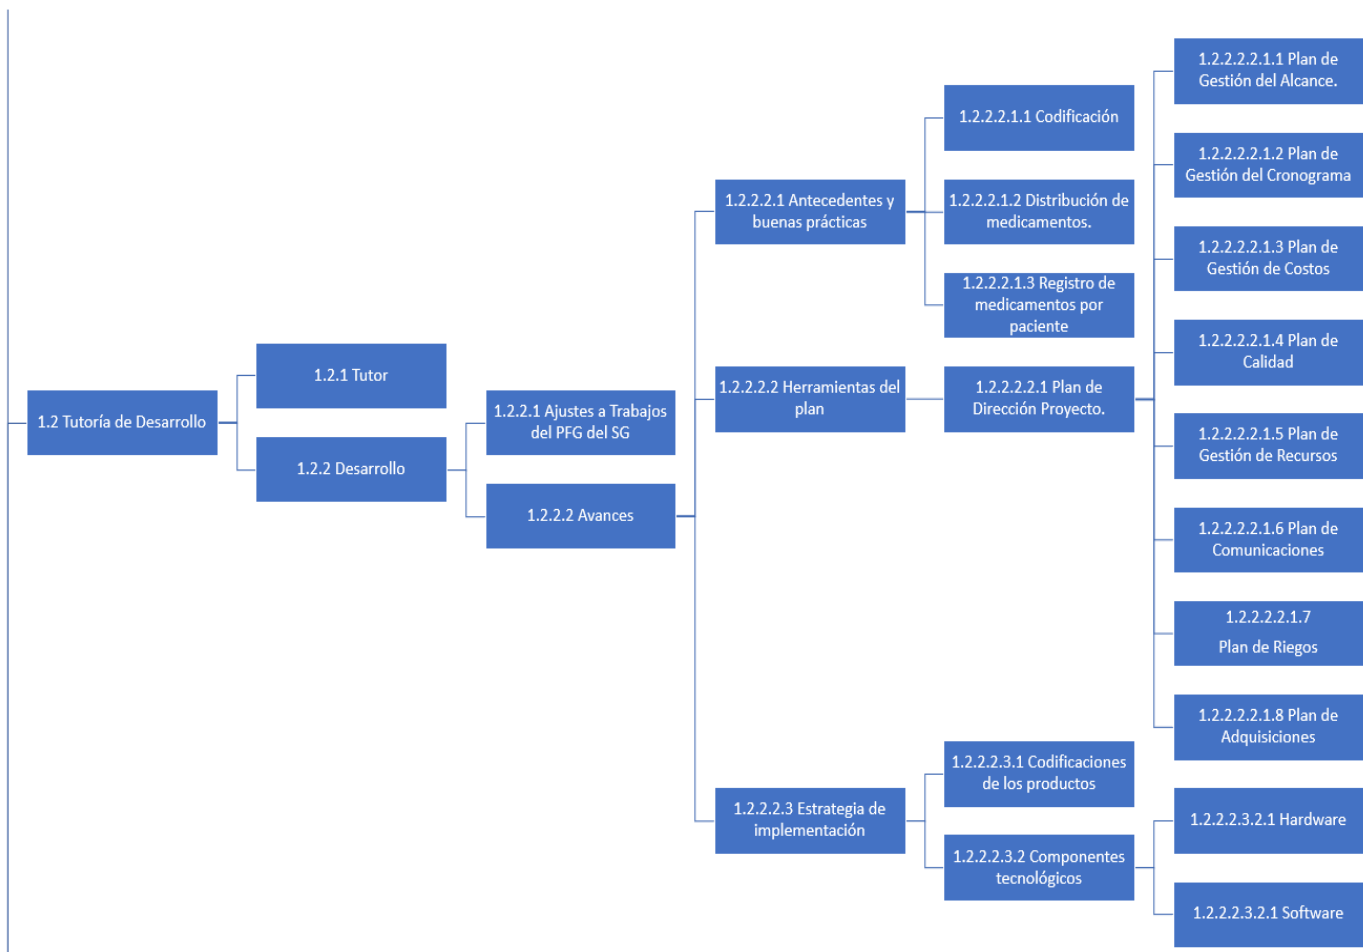 1.2 Tutoría de Desarrollo
1.2.1 Tutor
1.2.2 Desarrollo
1.2.2.1 Ajustes a Trabajos
del PFG del SG
1.2.2.2 Avances
1.2.2.2.1 Antecedentes y
buenas prácticas
1.2.2.2.1.1 Codificación
1.2.2.2.1.2 Distribución de
medicamentos.
1.2.2.2.1.3 Registro de
medicamentos por
paciente
1.2.2.2.2 Herramientas del
plan
1.2.2.2.2.1 Plan de
Dirección Proyecto.
1.2.2.2.2.1.1 Plan de
Gestión del Alcance.
1.2.2.2.2.1.2 Plan de
Gestión del Cronograma
1.2.2.2.2.1.3 Plan de
Gestión de Costos
1.2.2.2.2.1.4 Plan de
Calidad
1.2.2.2.2.1.5 Plan de
Gestión de Recursos
1.2.2.2.2.1.6 Plan de
Comunicaciones
1.2.2.2.2.1.7
Plan de Riegos
1.2.2.2.2.1.8 Plan de
Adquisiciones
1.2.2.2.3 Estrategia de
implementación
1.2.2.2.3.1 Codificaciones
de los productos
1.2.2.2.3.2 Componentes
tecnológicos
1.2.2.2.3.2.1 Hardware
1.2.2.2.3.2.1 Software